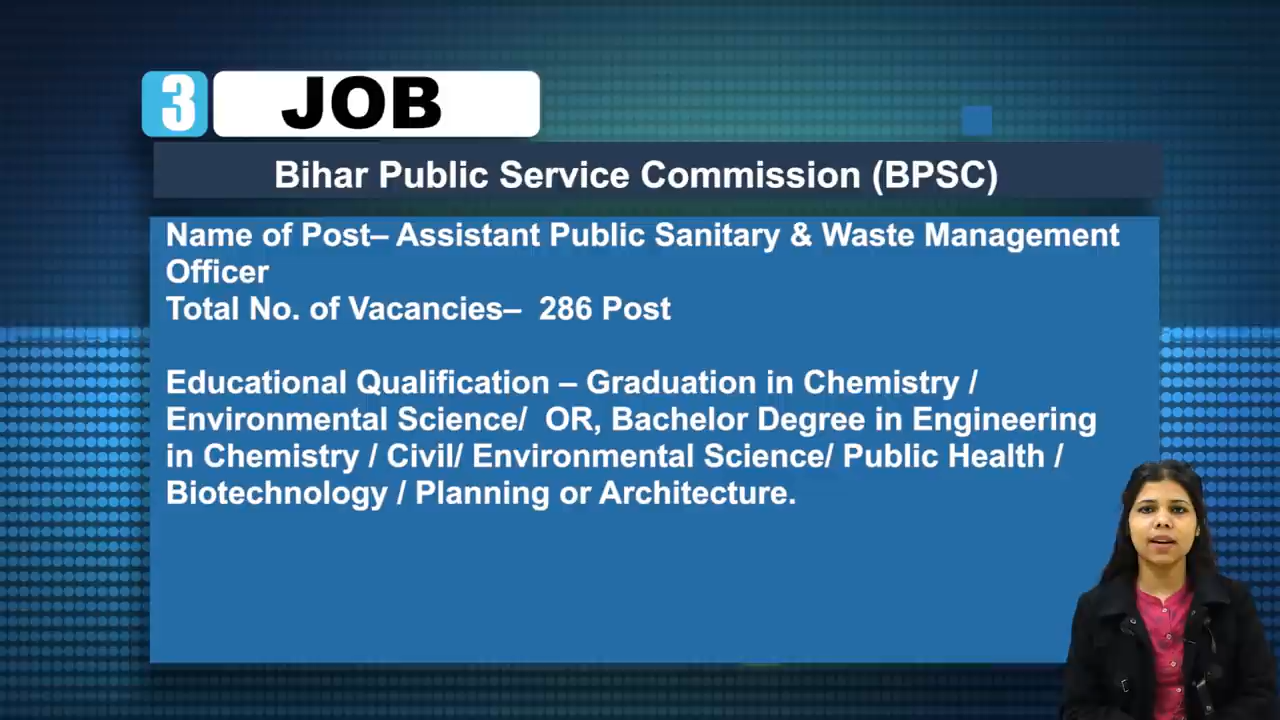 3 JOB
Bihar Public Service Commission (BPSC)
Name of Post– Assistant Public Sanitary & Waste Management
Officer
Total No. of Vacancies–  286 Post
Educational Qualification – Graduation in Chemistry /
Environmental Science/  OR, Bachelor Degree in Engineering
in Chemistry / Civil/ Environmental Science/ Public Health /
Biotechnology / Planning or Architecture.